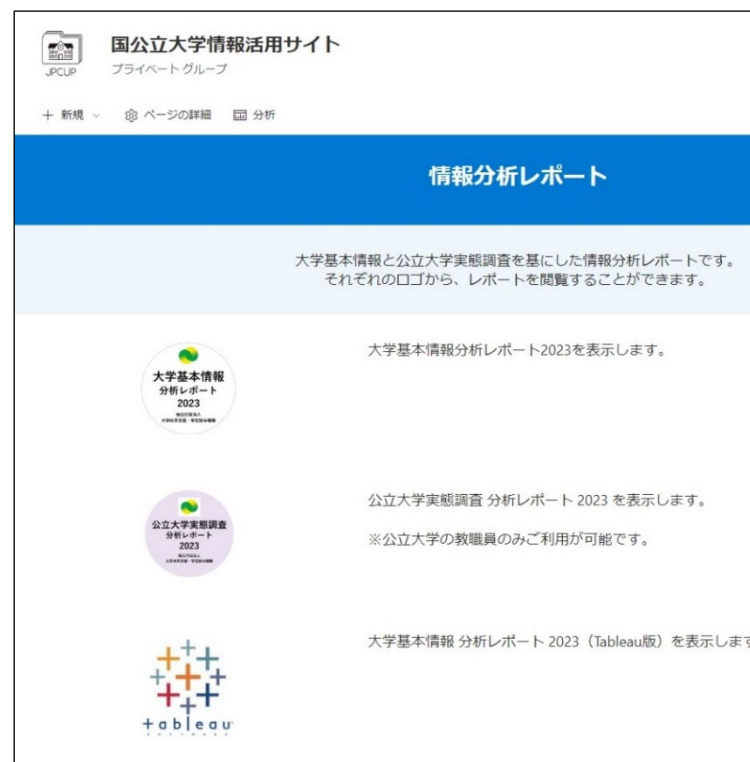 国公立大学情報活用サイト
JPCUP
プライベート グループ
＋ 新規 ページの詳細 分析
情報分析レポート
大学基本情報と公立大学実態調査を基にした情報分析レポートです。
それぞれのロゴから、レポートを閲覧することができます。
大学基本情報分析レポート2023を表示します。
大学基本情報
分析レポート
2023
独立行政法人
公立大学実態調査 分析レポート 2023 を表示します。
公立大学実態調査
分析レポート
2023
※公立大学の教職員のみご利用が可能です。
大学基本情報 分析レポート 2023（Tableau版）を表示します
+ableau